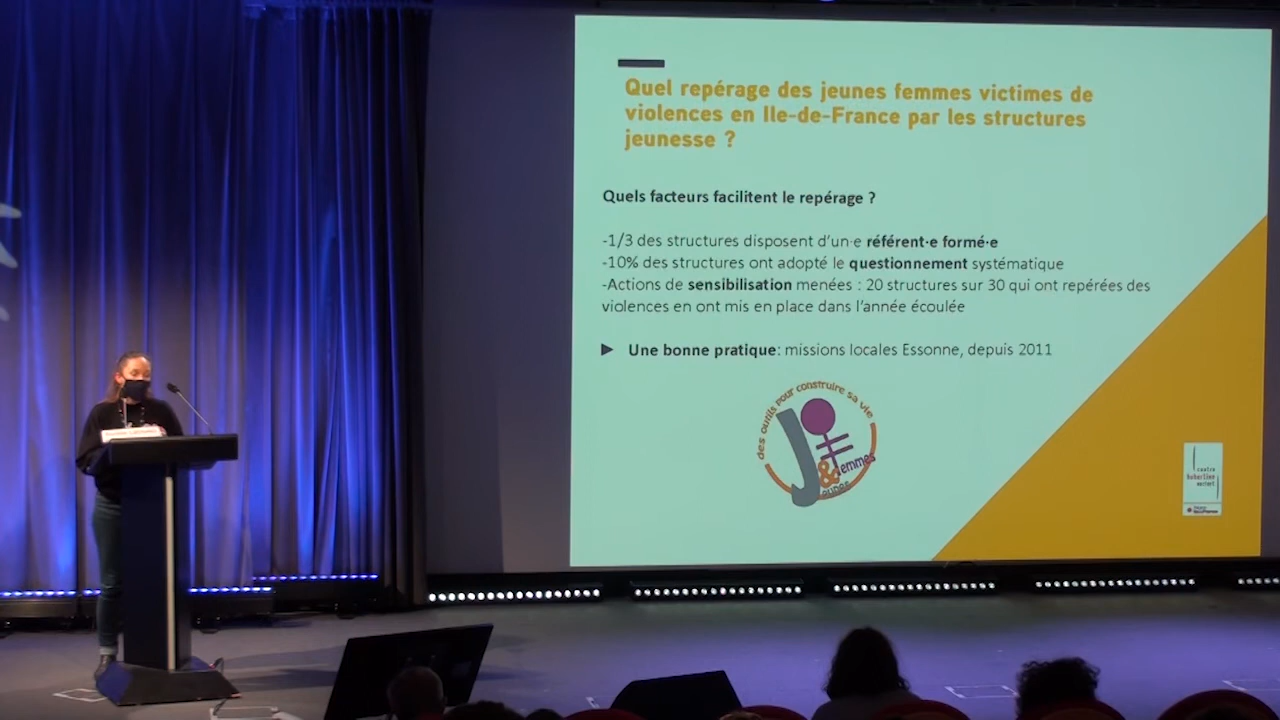 Quel repérage des jeunes femmes victimes de
violences en Ile-de-France par les structures
jeunesse ?
Quels facteurs facilitent le repérage ?
-1/3 des structures disposent d'un·e référent·e formé·e
-10% des structures ont adopté le questionnement systématique
-Actions de sensibilisation menées : 20 structures sur 30 qui ont repérées des
violences en ont mis en place dans l'année écoulée
► Une bonne pratique: missions locales Essonne, depuis 2011
des outils pour construire sa vie
J & Femmes
centre
hubertine
auclert